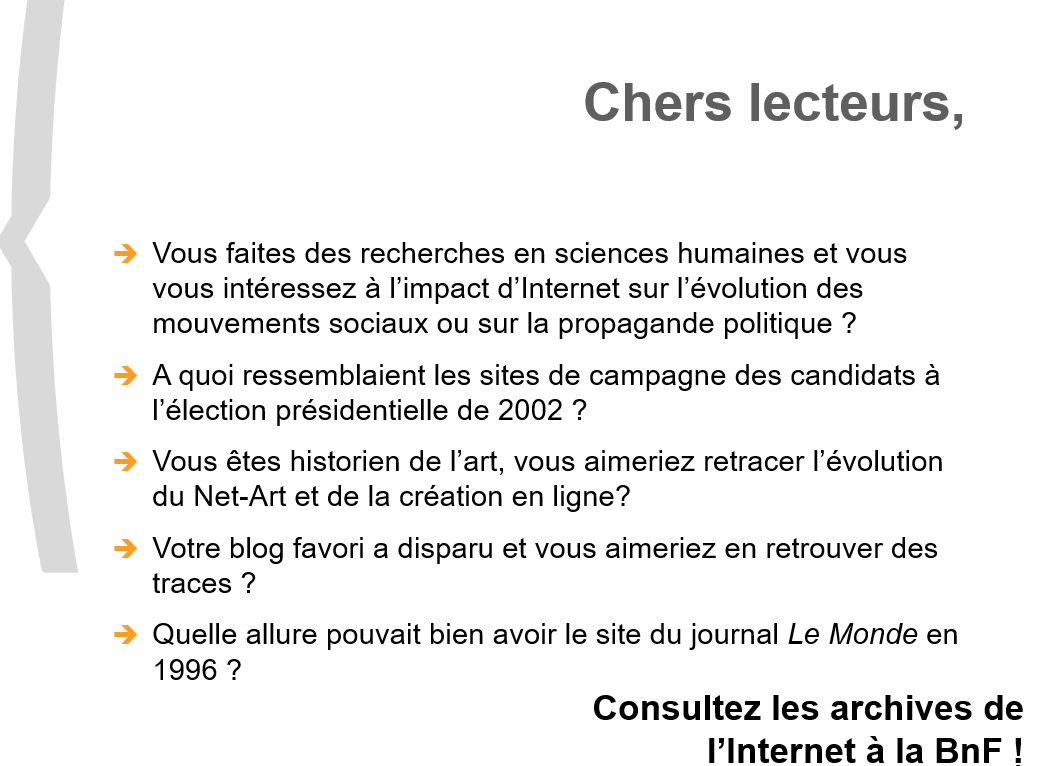 Chers lecteurs,
➔ Vous faites des recherches en sciences humaines et vous
vous intéressez à l’impact d’Internet sur l’évolution des
mouvements sociaux ou sur la propagande politique ?
➔ A quoi ressemblaient les sites de campagne des candidats à
l’élection présidentielle de 2002 ?
➔ Vous êtes historien de l’art, vous aimeriez retracer l’évolution
du Net-Art et de la création en ligne?
➔ Votre blog favori a disparu et vous aimeriez en retrouver des
traces ?
➔ Quelle allure pouvait bien avoir le site du journal Le Monde en
1996 ?
Consultez les archives de
l’Internet à la BnF !